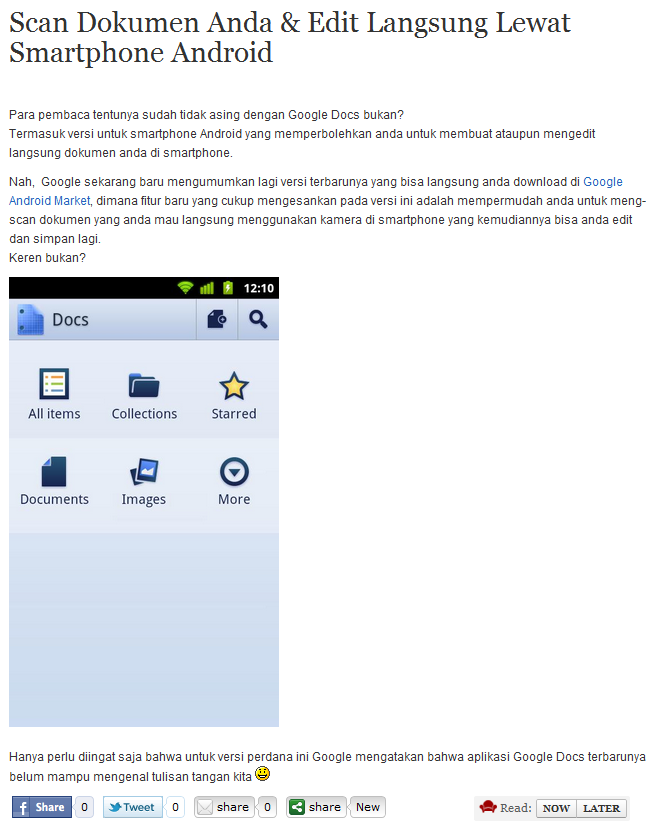 Scan Dokumen Anda & Edit Langsung Lewat
Smartphone Android
Para pembaca tentunya sudah tidak asing dengan Google Docs bukan?
Termasuk versi untuk smartphone Android yang memperbolehkan anda untuk membuat ataupun mengedit
langsung dokumen anda di smartphone.
Nah, Google sekarang baru mengumumkan lagi versi terbarunya yang bisa langsung anda download di Google
Android Market, dimana fitur baru yang cukup mengesankan pada versi ini adalah mempermudah anda untuk meng-
scan dokumen yang anda mau langsung menggunakan kamera di smartphone yang kemudiannya bisa anda edit
dan simpan lagi.
Keren bukan?
12:10
Docs
All items Collections Starred
Documents Images More
Hanya perlu diingat saja bahwa untuk versi perdana ini Google mengatakan bahwa aplikasi Google Docs terbarunya
belum mampu mengenal tulisan tangan kita
f Share 0 Tweet 0 share 0 share New Read: NOW LATER